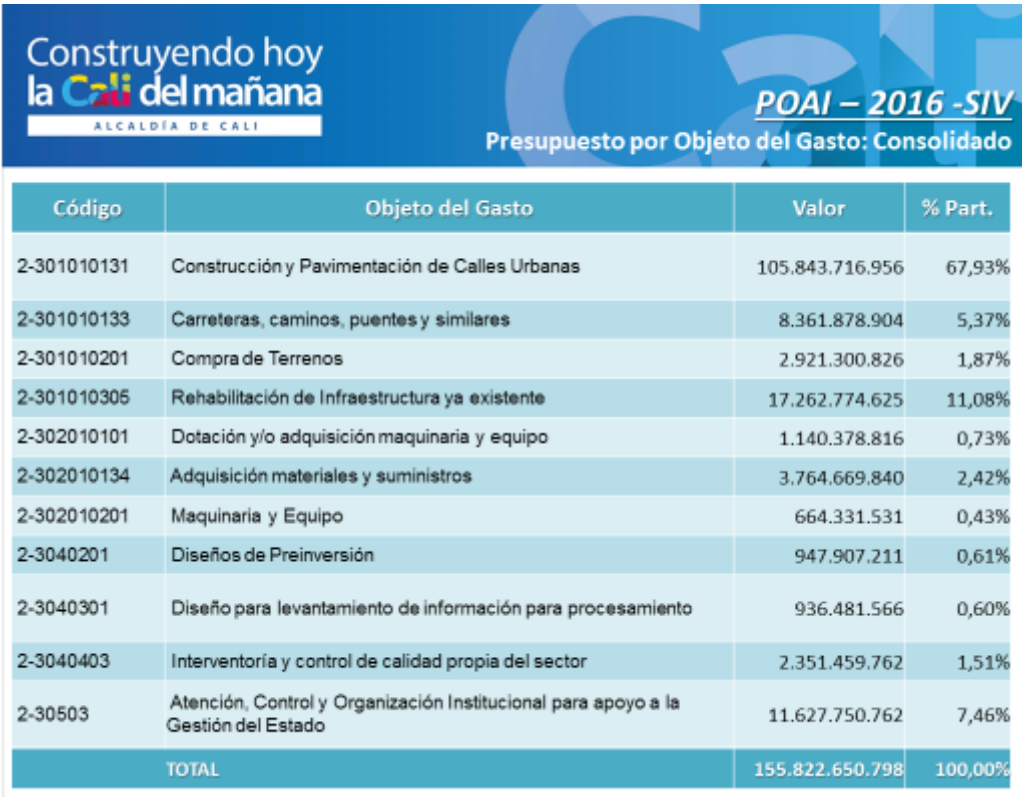 Construyendo hoy
la Cali del mañana
ALCALDÍA DE CALI
Cali
POAI – 2016 -SIV
Presupuesto por Objeto del Gasto: Consolidado
Código Objeto del Gasto Valor % Part.
2-301010131 Construcción y Pavimentación de Calles Urbanas 105.843.716.956 67,93%
2-301010133 Carreteras, caminos, puentes y similares 8.361.878.904 5,37%
2-301010201 Compra de Terrenos 2.921.300.826 1,87%
2-301010305 Rehabilitación de Infraestructura ya existente 17.262.774.625 11,08%
2-302010101 Dotación y/o adquisición maquinaria y equipo 1.140.378.816 0,73%
2-302010134 Adquisición materiales y suministros 3.764.669.840 2,42%
2-302010201 Maquinaria y Equipo 664.331.531 0,43%
2-3040201 Diseños de Preinversión 947.907.211 0,61%
2-3040301 Diseño para levantamiento de información para procesamiento 936.481.566 0,60%
2-3040403 Interventoría y control de calidad propia del sector 2.351.459.762 1,51%
2-30503 Atención, Control y Organización Institucional para apoyo a la
Gestión del Estado 11.627.750.762 7,46%
TOTAL 155.822.650.798 100,00%